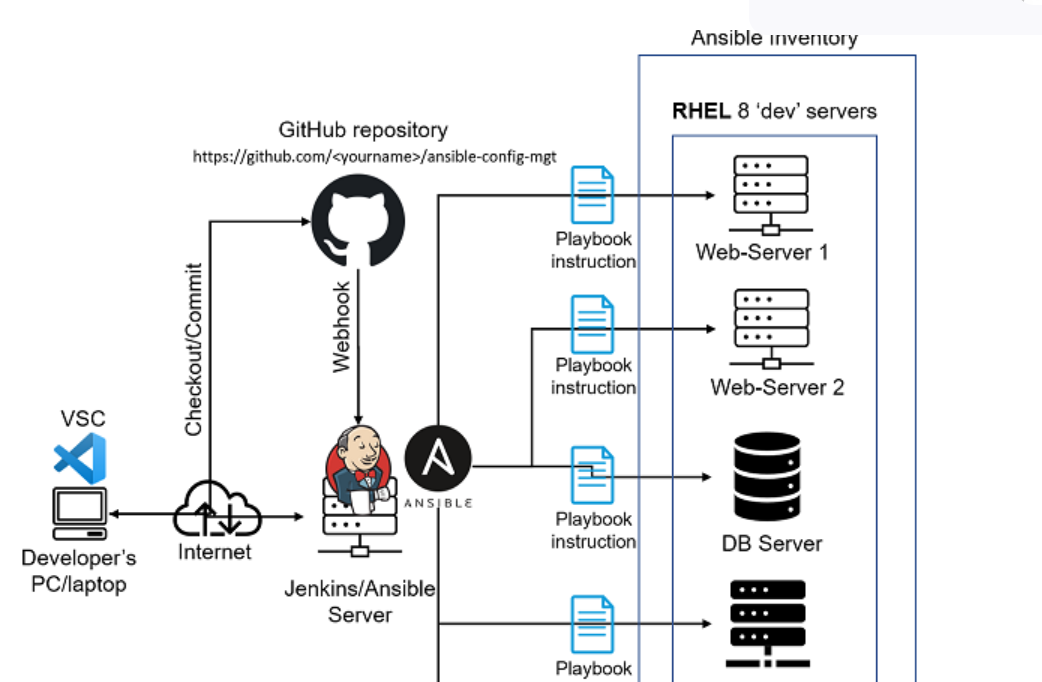 Ansible Inventory
RHEL 8 ‘dev’ servers
GitHub repository
https://github.com/<yourname>/ansible-config-mgt
Playbook
instruction
Web-Server 1
Checkout/Commit
Webhook
Playbook
instruction
Web-Server 2
VSC
ANSIBLE
Playbook
instruction
DB Server
Internet
Developer’s
PC/laptop
Jenkins/Ansible
Server
Playbook